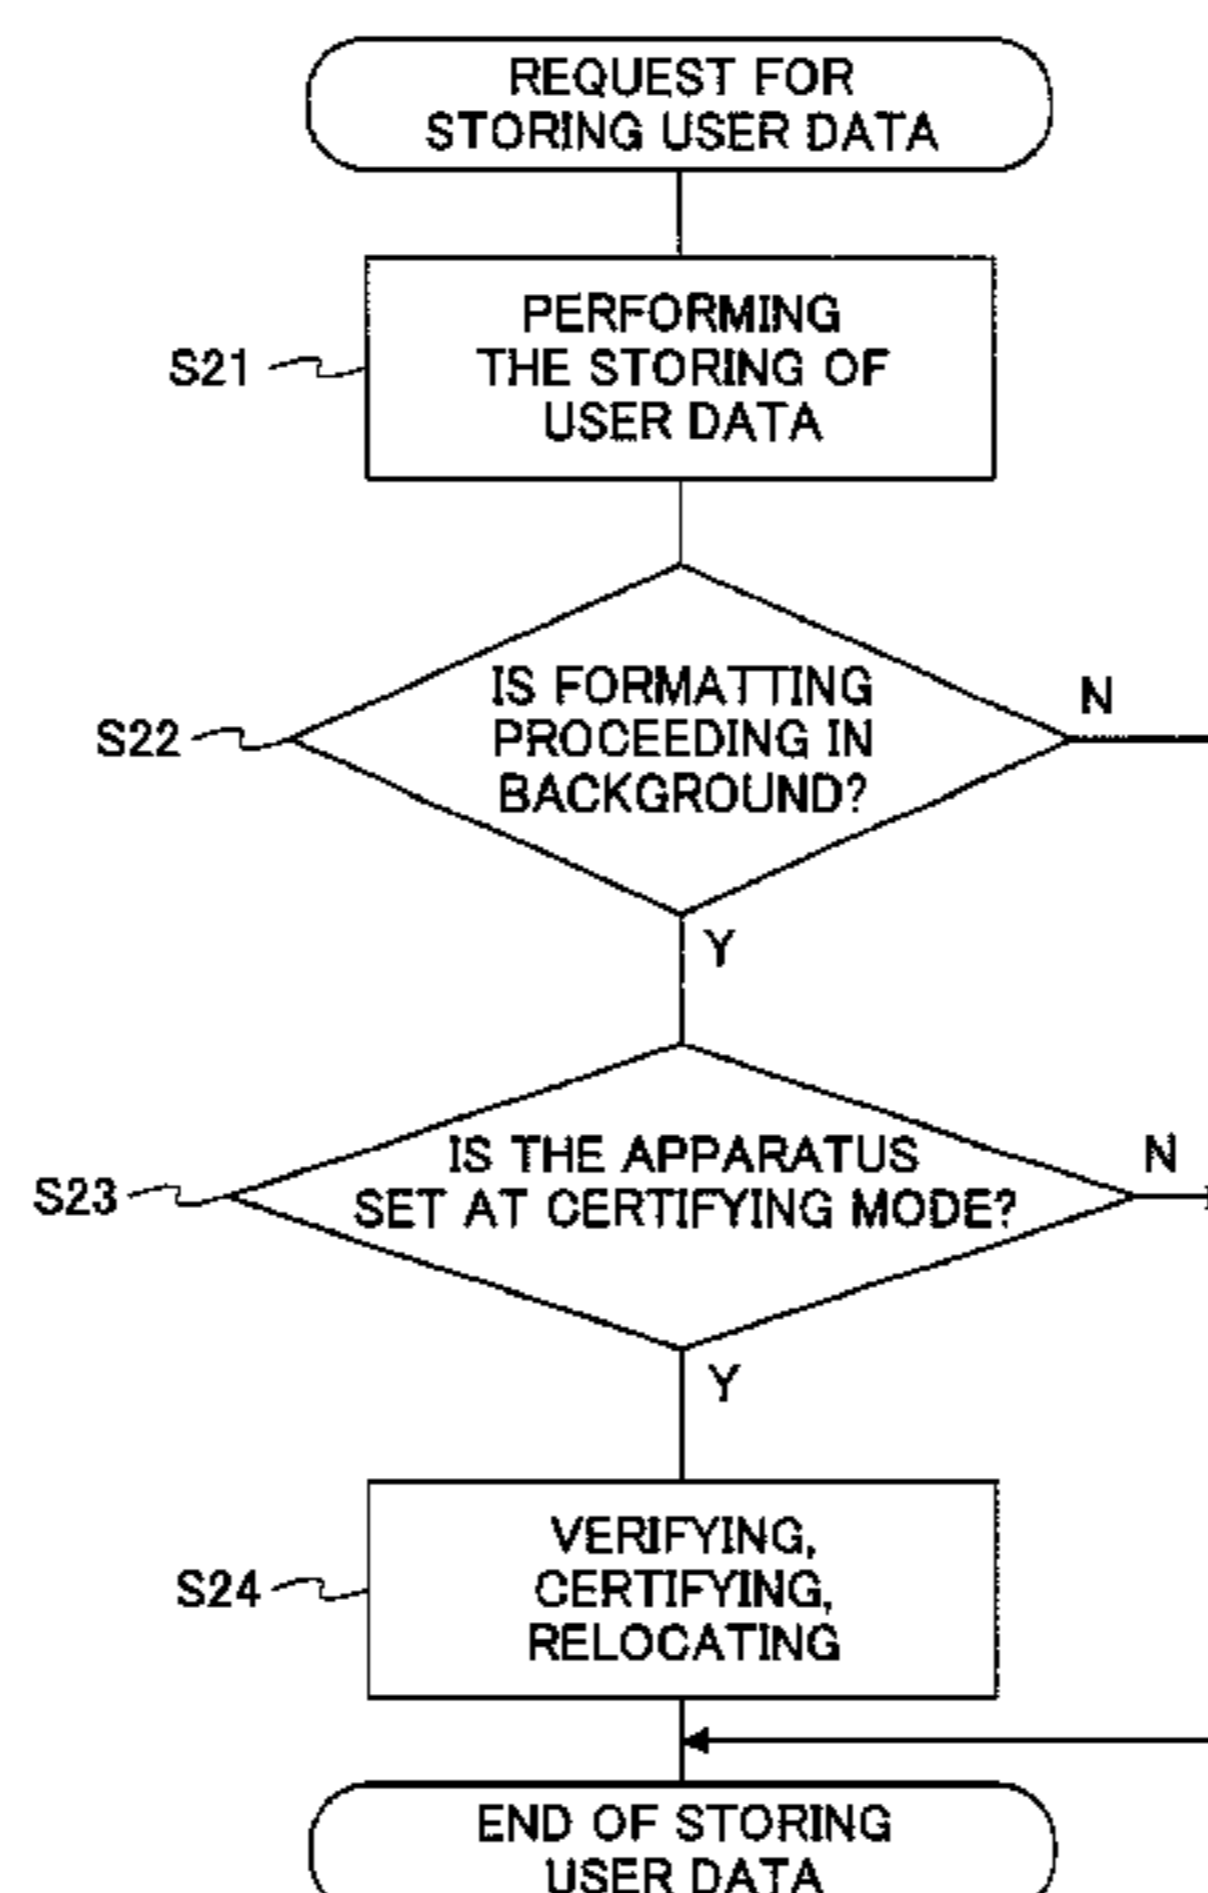 REQUEST FOR
STORING USER DATA
S21
PERFORMING
THE STORING OF
USER DATA
S22
IS FORMATTING
PROCEEDING IN
BACKGROUND?
N
Y
S23
IS THE APPARATUS
SET AT CERTIFYING MODE?
N
Y
S24
VERIFYING,
CERTIFYING,
RELOCATING
END OF STORING
USER DATA